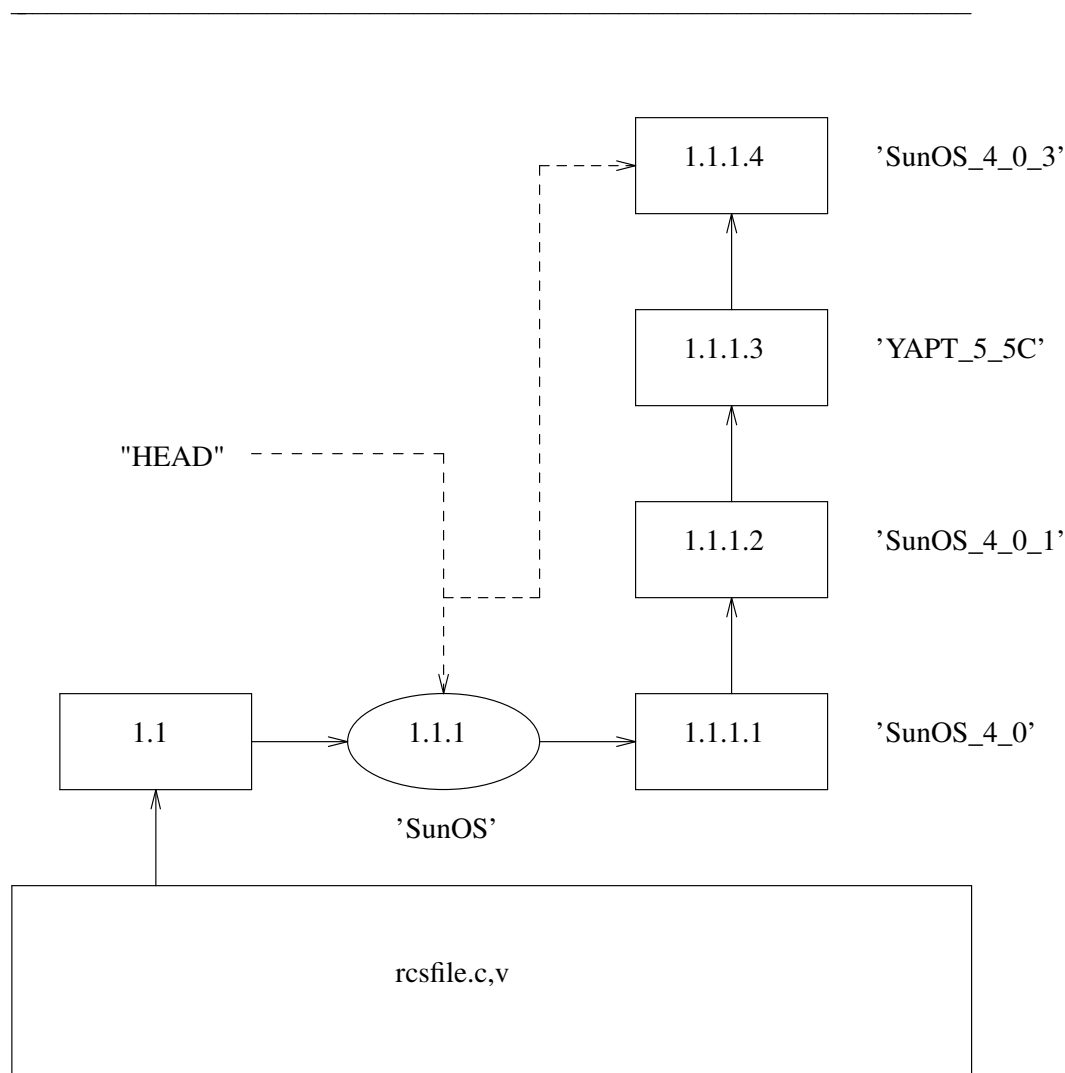 1.1.1.4 ’SunOS_4_0_3’
1.1.1.3 ’YAPT_5_5C’
"HEAD"
1.1.1.2 ’SunOS_4_0_1’
1.1 1.1.1 1.1.1.1 ’SunOS_4_0’
’SunOS’
rcsfile.c,v